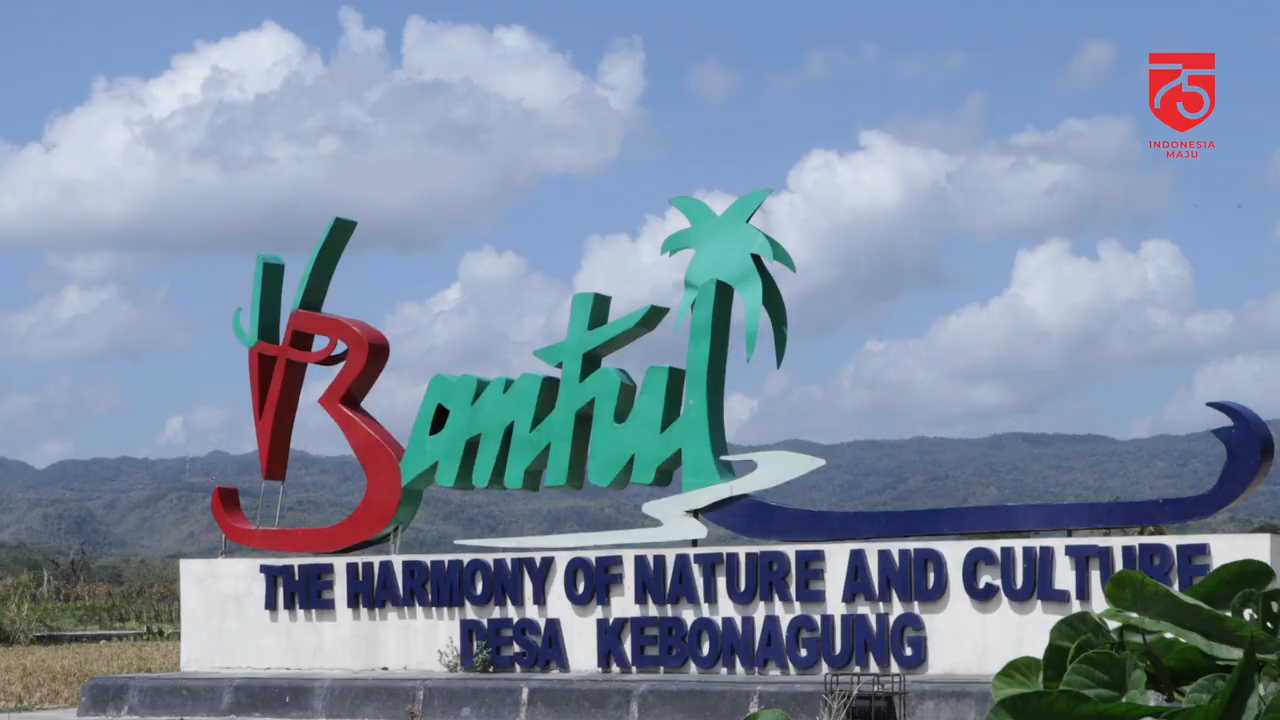 75
INDONESIA
MAJU
Bantul
THE HARMONY OF NATURE AND CULTURE
DESA KEBONAGUNG